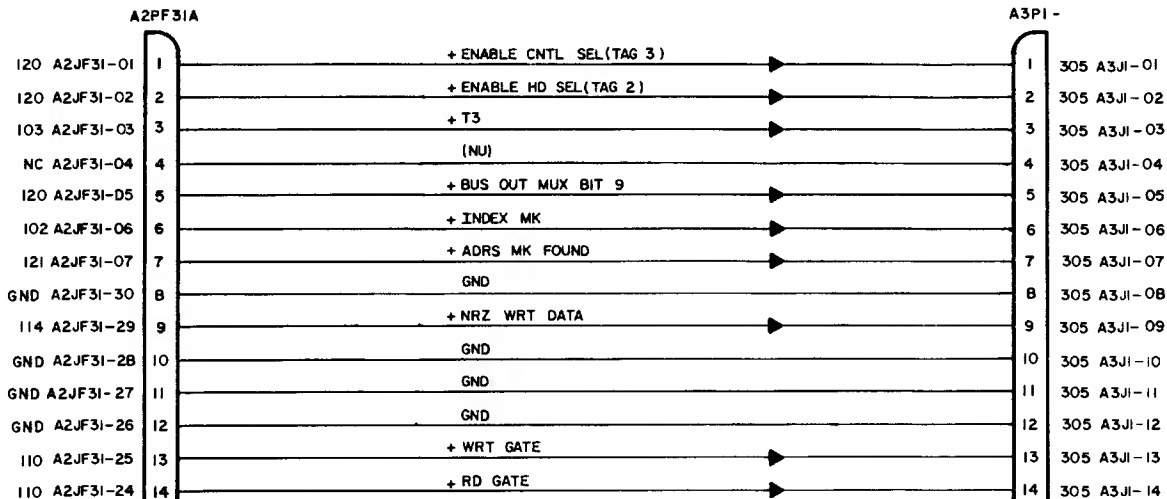 A2PF31A A3P1-
120 A2JF31-01 1 + ENABLE CNTL SEL(TAG 3) 1 305 A3J1-01
120 A2JF31-02 2 + ENABLE HD SEL(TAG 2) 2 305 A3J1-02
103 A2JF31-03 3 + T3 3 305 A3J1-03
NC A2JF31-04 4 (NU) 4 305 A3J1-04
120 A2JF31-D5 5 + BUS OUT MUX BIT 9 5 305 A3J1-05
102 A2JF31-06 6 + INDEX MK 6 305 A3J1-06
121 A2JF31-07 7 + ADRS MK FOUND 7 305 A3J1-07
GND A2JF31-30 8 GND 8 305 A3J1-08
114 A2JF31-29 9 + NRZ WRT DATA 9 305 A3J1-09
GND A2JF31-28 10 GND 10 305 A3J1-10
GND A2JF31-27 11 GND 11 305 A3J1-11
GND A2JF31-26 12 GND 12 305 A3J1-12
110 A2JF31-25 13 + WRT GATE 13 305 A3J1-13
110 A2JF31-24 14 + RD GATE 14 305 A3J1-14